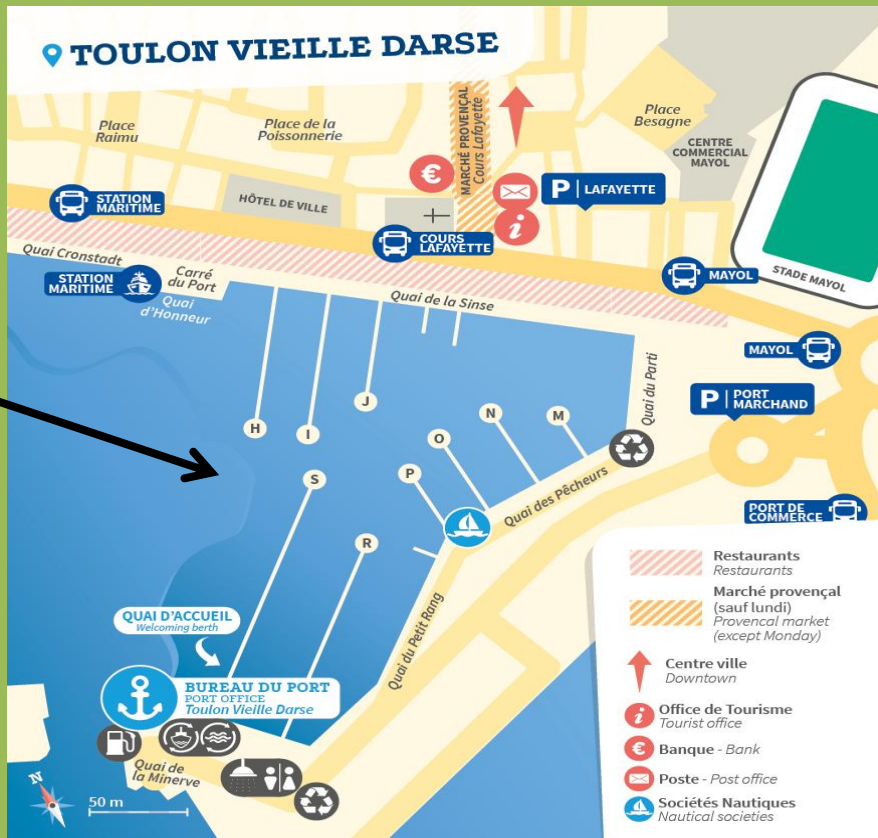 TOULON VIEILLE DARSE
Place
Raimu
Place de la
Poissonnerie
MARCHÉ PROVENÇAL
Cours Lafayette
Place
Besagne
CENTRE
COMMERCIAL
MAYOL
€
P | LAFAYETTE
STATION
MARITIME
HÔTEL DE VILLE
i
COURS
LAFAYETTE
Quai Cronstadt
STATION
MARITIME
Carré
du Port
Quai
d'Honneur
Quai de la Sinse
MAYOL
STADE MAYOL
MAYOL
Quai du Parti
P | PORT
MARCHAND
H
I
J
O
N
M
S
P
R
Quai des Pêcheurs
PORT DE
COMMERCE
Quai du Petit Rang
QUAI D'ACCUEIL
Welcoming berth
BUREAU DU PORT
PORT OFFICE
Toulon Vieille Darse
Quai de
la Minerve
N
50 m
Restaurants
Restaurants
Marché provençal
(sauf lundi)
Provencal market
(except Monday)
Centre ville
Downtown
i Office de Tourisme
Tourist office
€ Banque - Bank
Poste - Post office
Sociétés Nautiques
Nautical societies